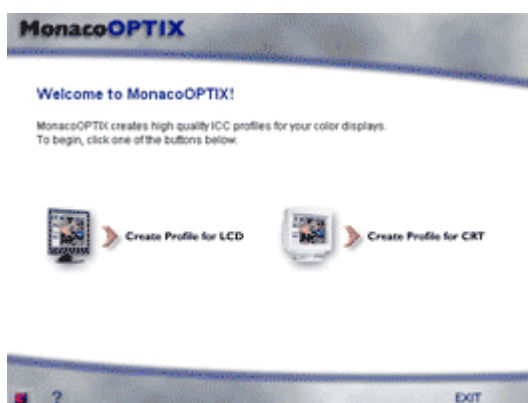 MonacoOPTIX
Welcome to MonacoOPTIX!
MonacoOPTIX creates high quality ICC profiles for your color displays.
To begin, click one of the buttons below.
Create Profile for LCD
Create Profile for CRT
?
EXIT